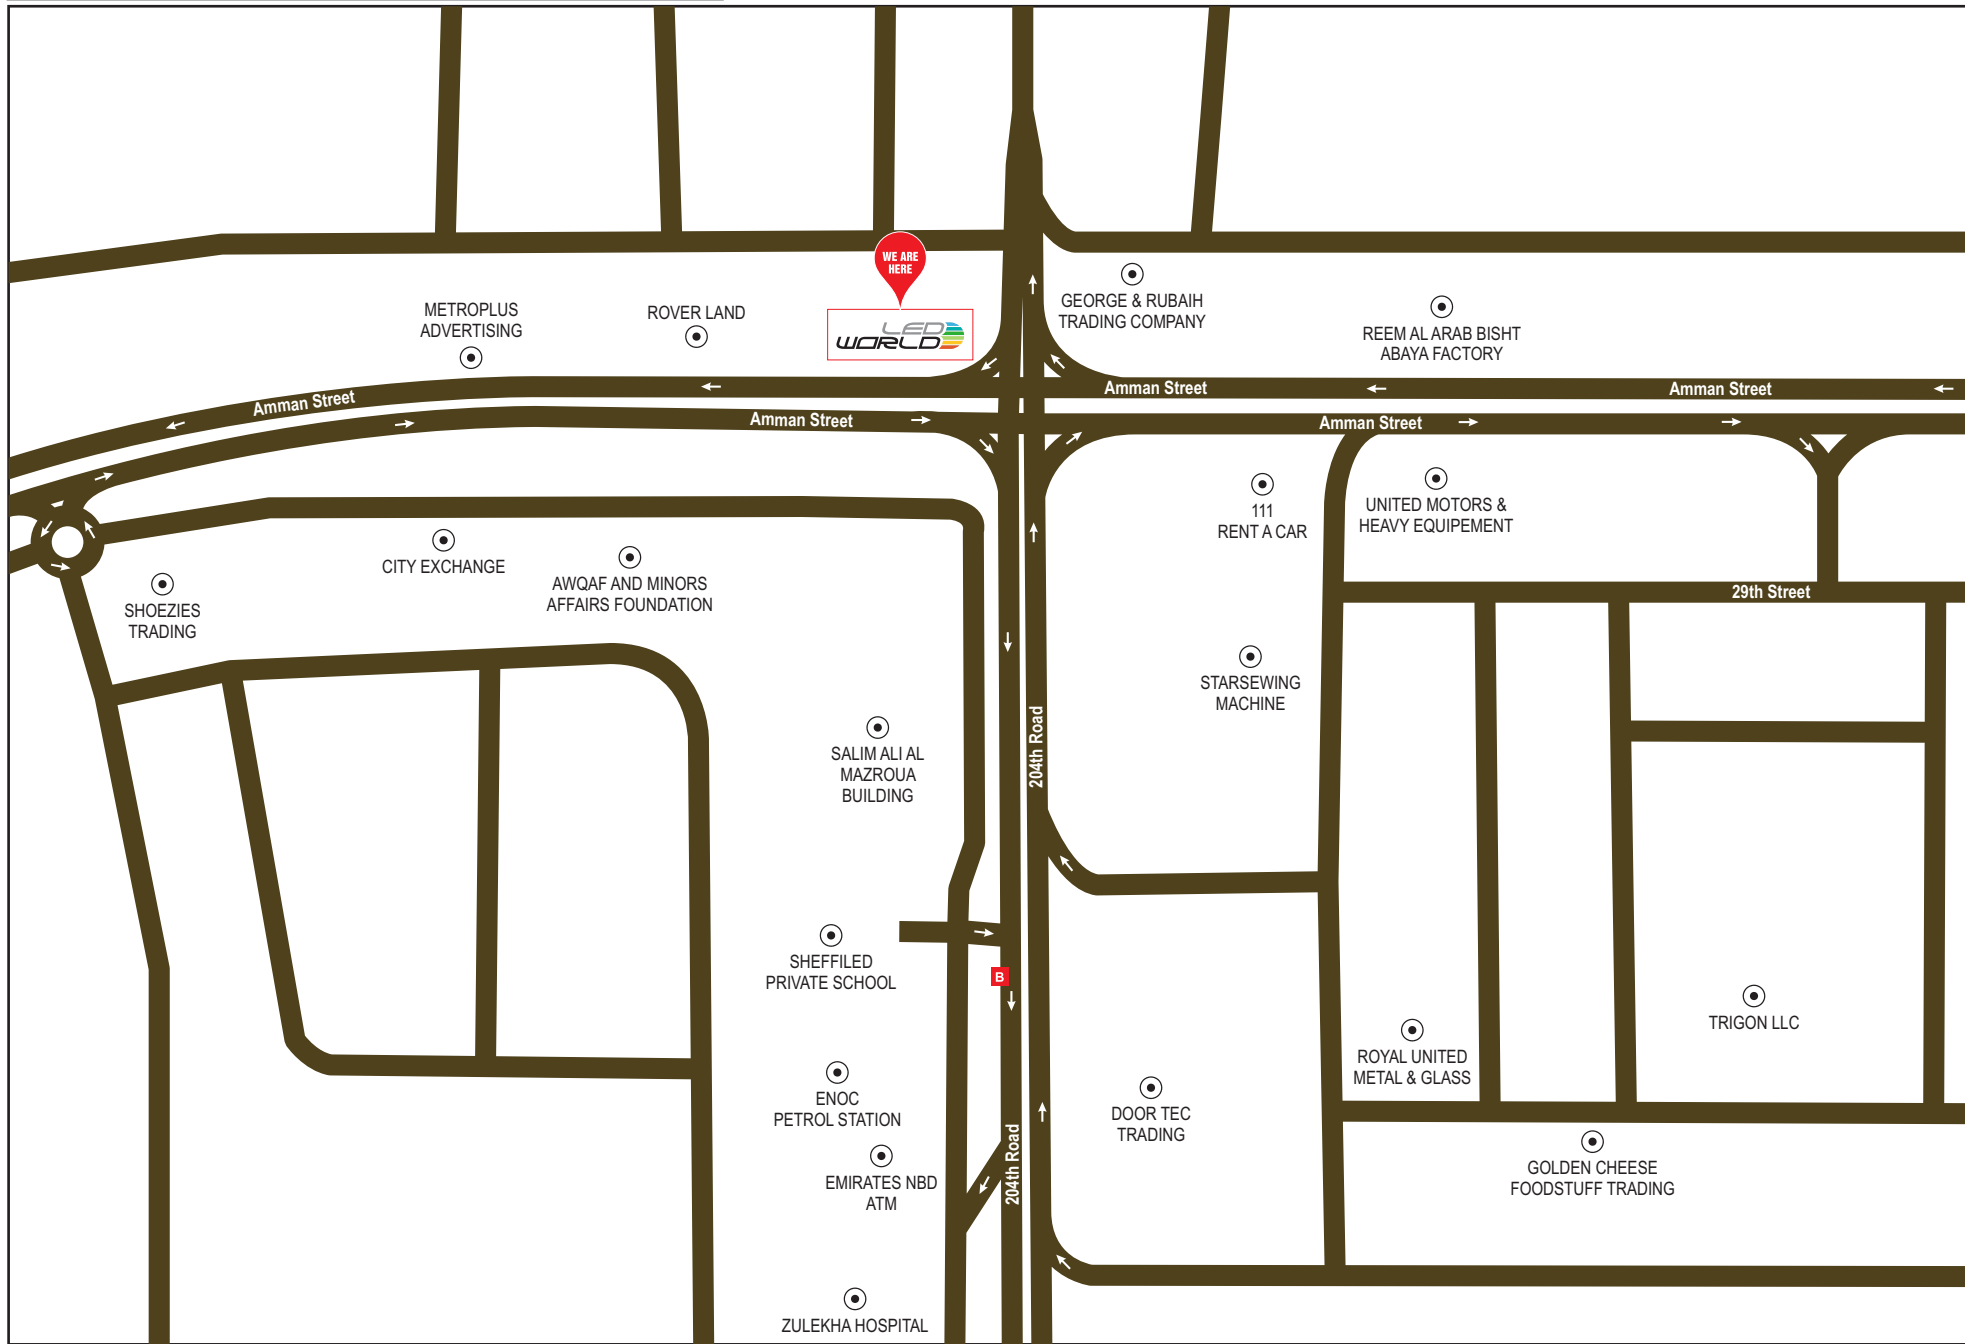 WE ARE
HERE
LED
WORLD
METROPLUS
ADVERTISING
ROVER LAND
GEORGE & RUBAIH
TRADING COMPANY
REEM AL ARAB BISHT
ABAYA FACTORY
Amman Street
Amman Street
Amman Street
Amman Street
Amman Street
111
RENT A CAR
UNITED MOTORS &
HEAVY EQUIPEMENT
CITY EXCHANGE
AWQAF AND MINORS
AFFAIRS FOUNDATION
SHOEZIES
TRADING
29th Street
STARSEWING
MACHINE
SALIM ALI AL
MAZROUA
BUILDING
204th Road
SHEFFILED
PRIVATE SCHOOL
B
TRIGON LLC
ROYAL UNITED
METAL & GLASS
ENOC
PETROL STATION
DOOR TEC
TRADING
204th Road
EMIRATES NBD
ATM
GOLDEN CHEESE
FOODSTUFF TRADING
ZULEKHA HOSPITAL